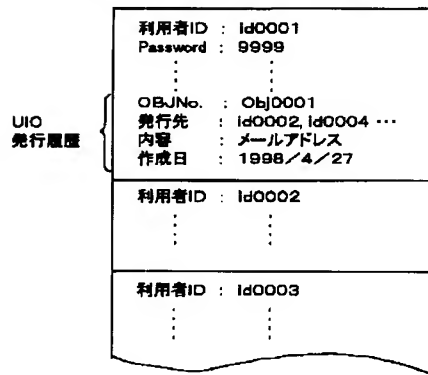 利用者ID : id0001
Password : 9999
OBJNo. : Obj0001
発行先 : id0002, id0004 …
内容 : メールアドレス
作成日 : 1998/4/27
UIO
発行履歴
利用者ID : id0002
利用者ID : id0003